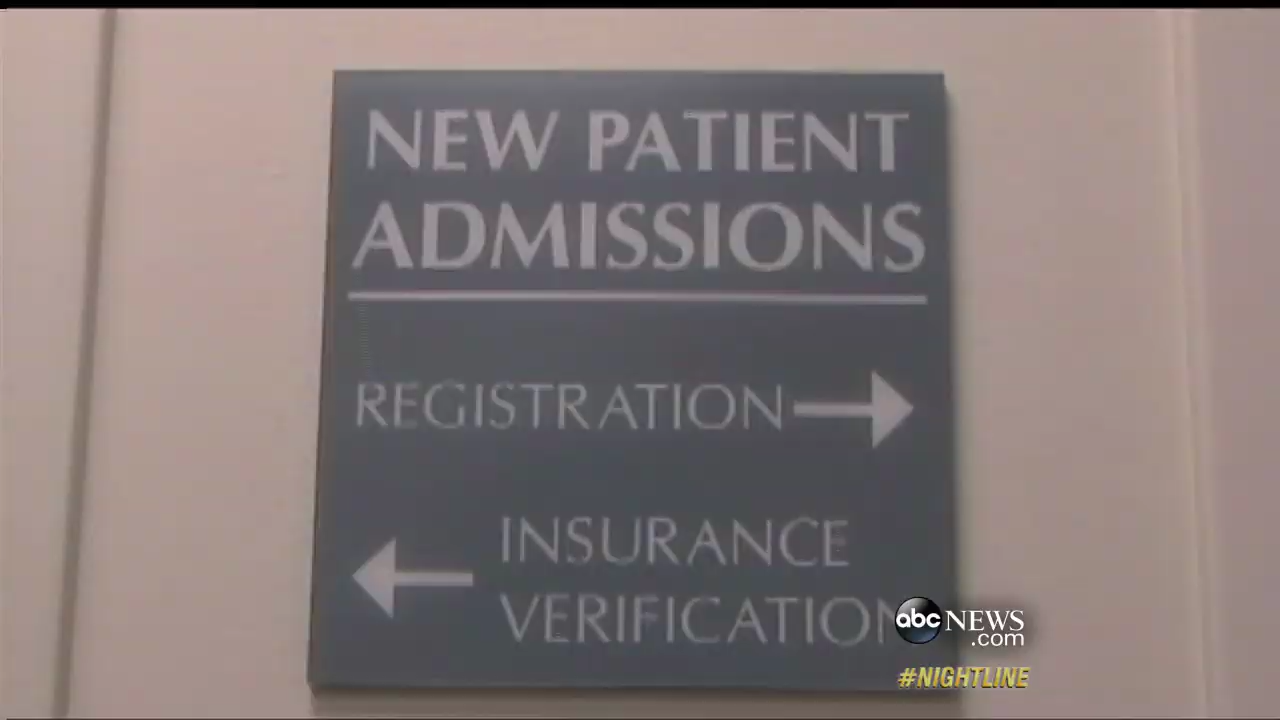 NEW PATIENT
ADMISSIONS
REGISTRATION
INSURANCE
VERIFICATION
abc NEWS
.com
#NIGHTLINE